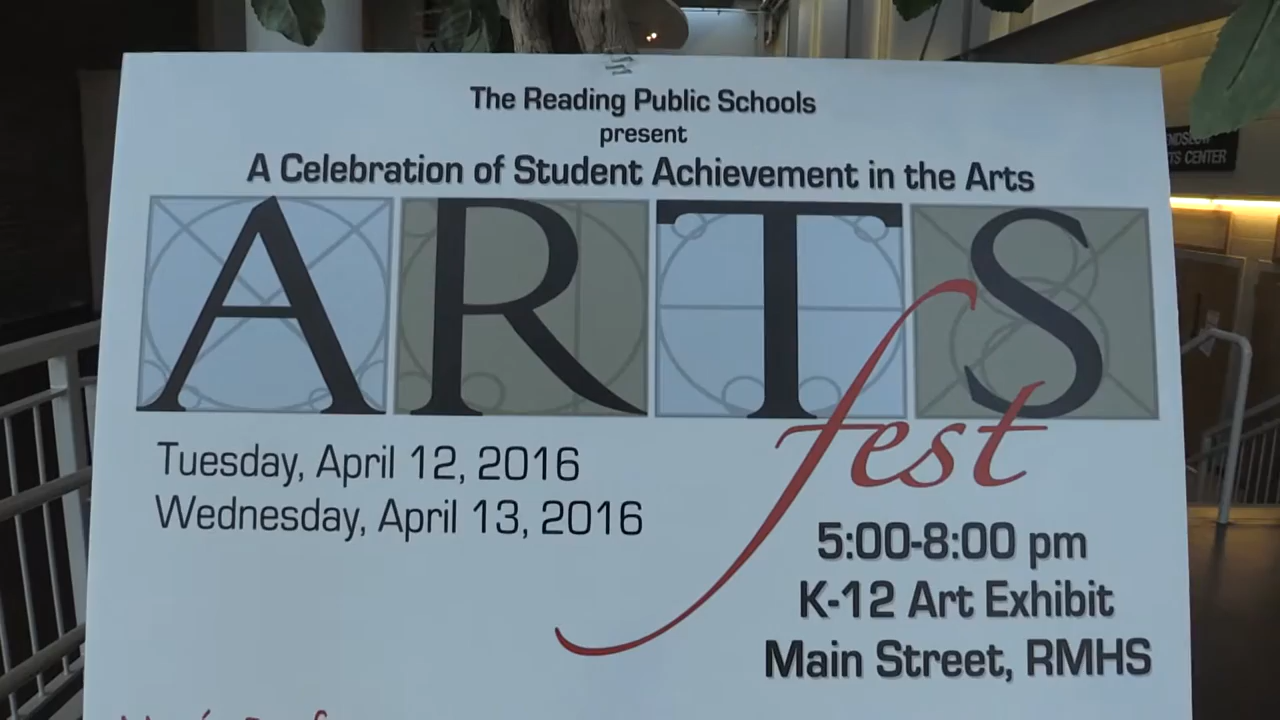 The Reading Public Schools
present
A Celebration of Student Achievement in the Arts
ARTS
fest
Tuesday, April 12, 2016
Wednesday, April 13, 2016
5:00-8:00 pm
K-12 Art Exhibit
Main Street, RMHS
CENTER